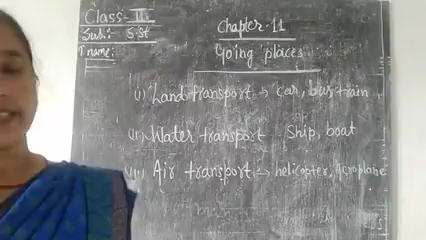 Class- II
Sub:- S.St
T name:
Chapter-11
Going places
(i) Land transport → car, bus, train
(ii) Water transport Ship, boat
(iii) Air transport → helicopter, Aeroplane